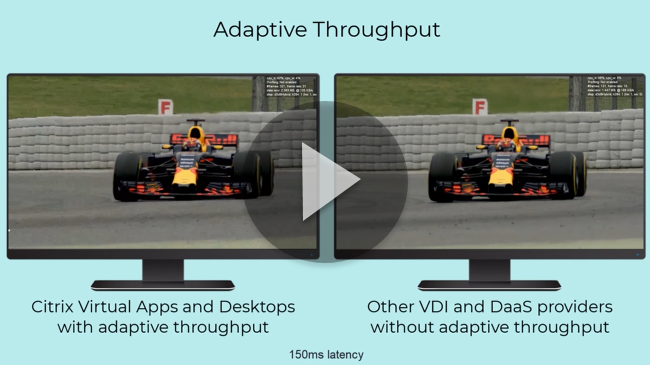 Adaptive Throughput
F
F
Citrix Virtual Apps and Desktops
with adaptive throughput
Other VDI and DaaS providers
without adaptive throughput
150ms latency